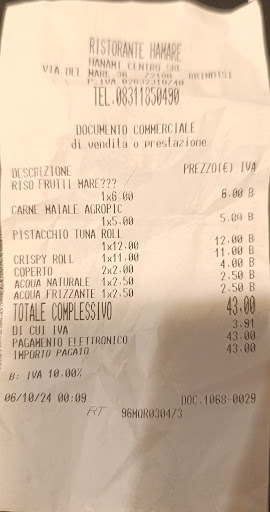 RISTORANTE HAMARE
HANAMI CENTRO SRL
VIA DEL MARE 36 72100 BRINDISI
P.IVA 02632310740
TEL.08311850490
DOCUMENTO COMMERCIALE
di vendita o prestazione
DESCRIZIONE PREZZO(€) IVA
RISO FRUTTI MARE???
1x6.00 6.00 B
CARNE MAIALE AGROPIC
1x5.00 5.00 B
PISTACCHIO TUNA ROLL
1x12.00 12.00 B
CRISPY ROLL 1x11.00 11.00 B
COPERTO 2x2.00 4.00 B
ACQUA NATURALE 1x2.50 2.50 B
ACQUA FRIZZANTE 1x2.50 2.50 B
TOTALE COMPLESSIVO 43.00
DI CUI IVA 3.91
PAGAMENTO ELETTRONICO 43.00
IMPORTO PAGATO 43.00
B: IVA 10.00%
06/10/24 00:09 DOC.1068-0029
RT 96MOR030473